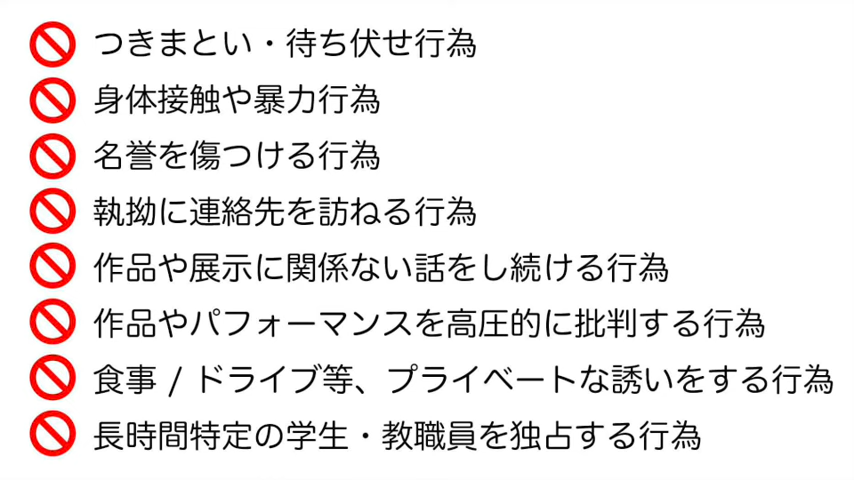 つきまとい・待ち伏せ行為
身体接触や暴力行為
名誉を傷つける行為
執拗に連絡先を訪ねる行為
作品や展示に関係ない話をし続ける行為
作品やパフォーマンスを高圧的に批判する行為
食事 / ドライブ等、プライベートな誘いをする行為
長時間特定の学生・教職員を独占する行為